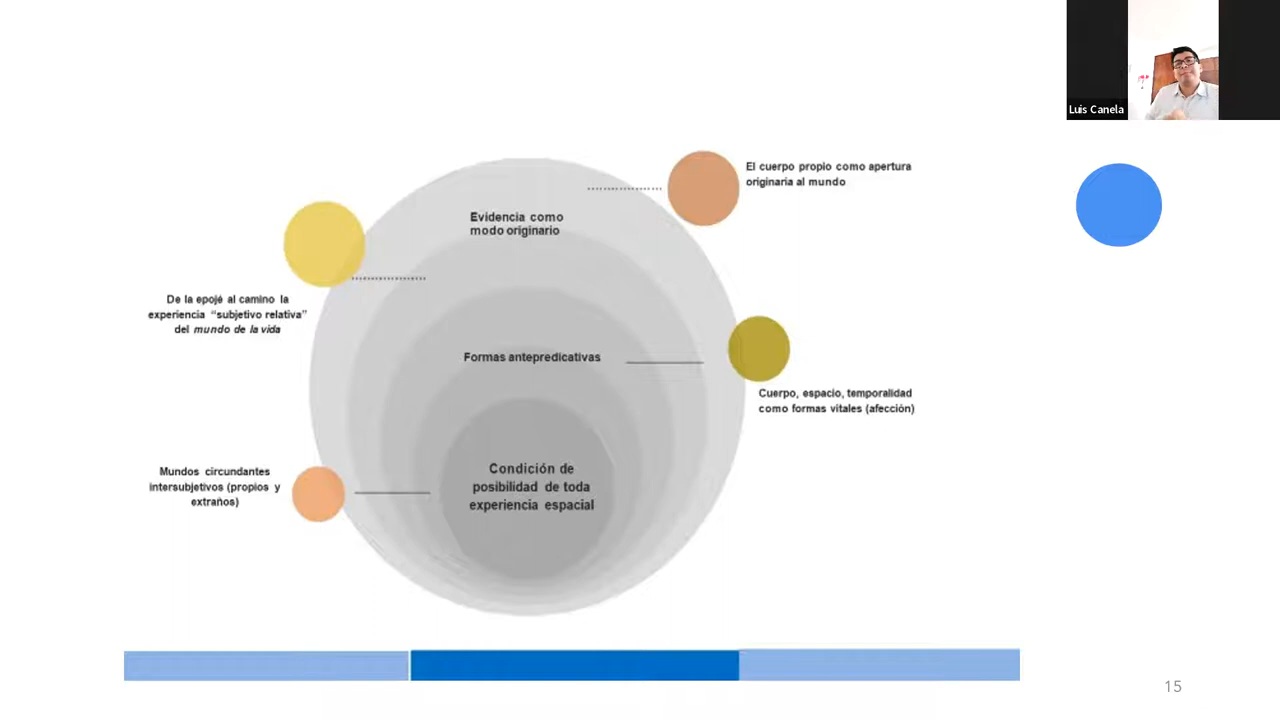 Luis Canela
El cuerpo propio como apertura
originaria al mundo
Evidencia como
modo originario
De la epojé al camino la
experiencia “subjetivo relativa”
del mundo de la vida
Formas antepredicativas
Cuerpo, espacio, temporalidad
como formas vitales (afección)
Mundos circundantes
intersubjetivos (propios y
extraños)
Condición de
posibilidad de toda
experiencia espacial
15